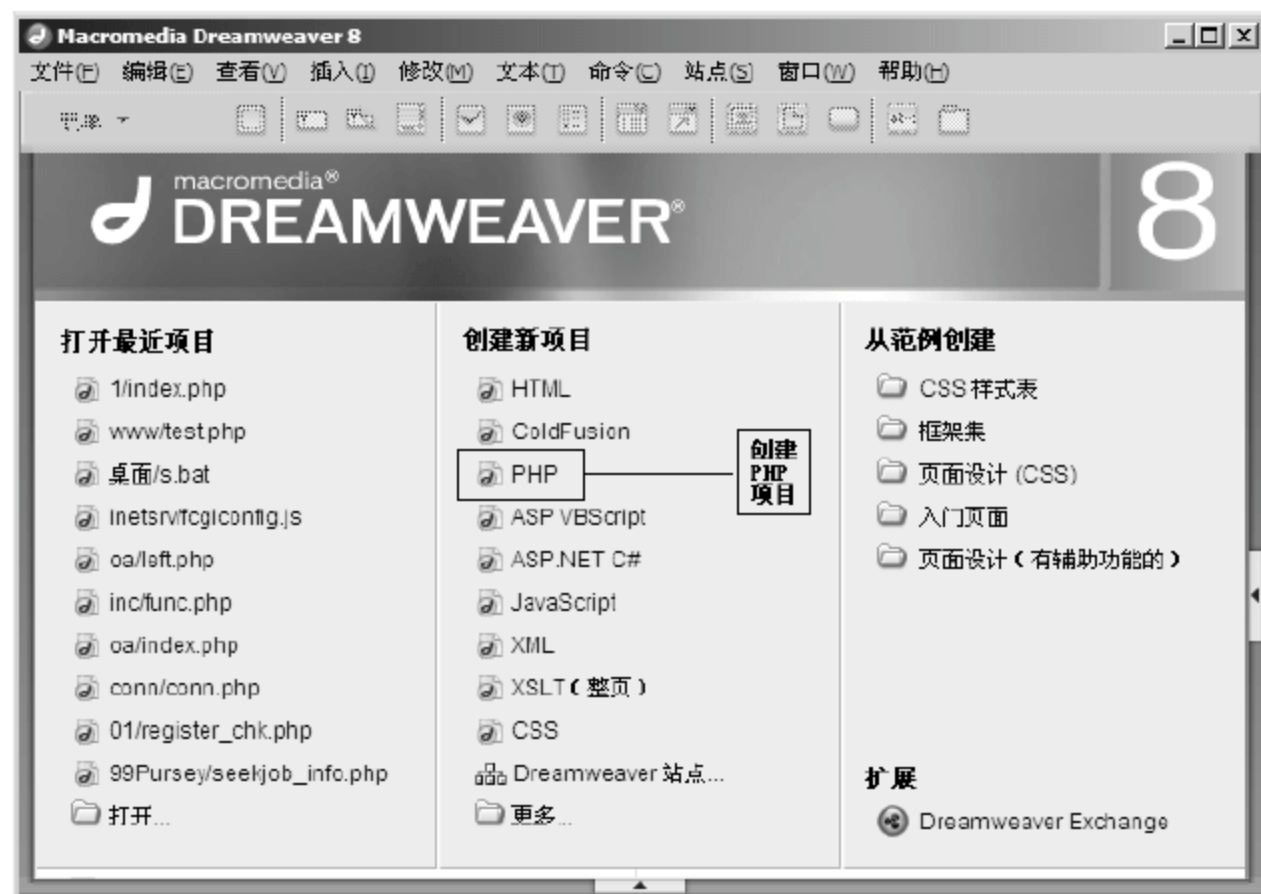 Macromedia Dreamweaver 8
文件(F) 编辑(E) 查看(V) 插入(I) 修改(M) 文本(T) 命令(C) 站点(S) 窗口(W) 帮助(H)
macromedia®
DREAMWEAVER®
8
打开最近项目
1/index.php
www/test.php
桌面/s.bat
inetsrv/fcgiconfig.js
oa/left.php
inc/func.php
oa/index.php
conn/conn.php
01/register_chk.php
99Pursey/seekjob_info.php
打开...
创建新项目
HTML
ColdFusion
PHP
创建
PHP
项目
ASP VBScript
ASP.NET C#
JavaScript
XML
XSLT(整页)
CSS
Dreamweaver 站点...
更多...
从范例创建
CSS 样式表
框架集
页面设计 (CSS)
入门页面
页面设计(有辅助功能的)
扩展
Dreamweaver Exchange